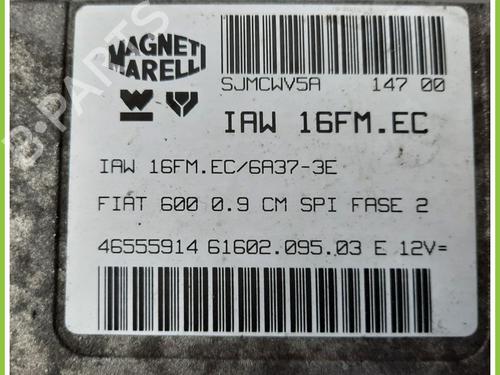 MAGNETI
MARELLI
SJMCWV5A 147 00
IAW 16FM.EC
IAW 16FM.EC/6A37-3E
FIAT 600 0.9 CM SPI FASE 2
46555914 61602.095.03 E 12V=
B-PARTS